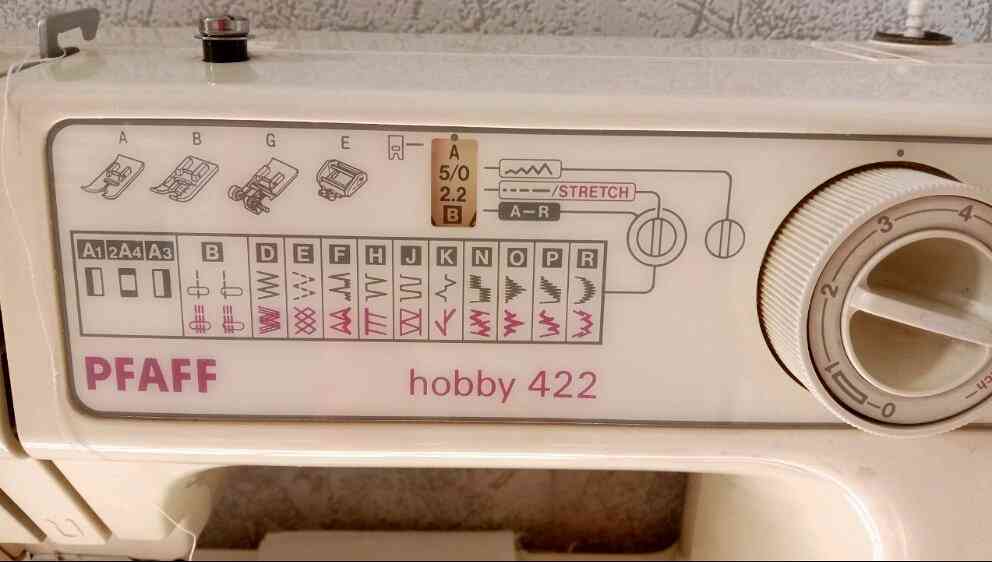 A B G E
A
5/0
2.2
B
/STRETCH
A-R
A1 2A4 A3 B D E F H J K N O P R
PFAFF
hobby 422
0 1 2 3 4